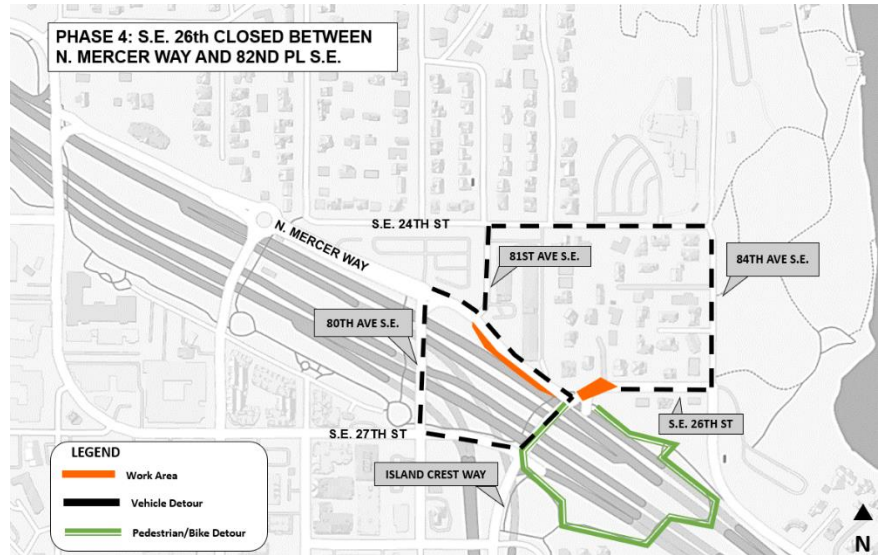 PHASE 4: S.E. 26th CLOSED BETWEEN
N. MERCER WAY AND 82ND PL S.E.
S.E. 24TH ST
N. MERCER WAY
81ST AVE S.E.
84TH AVE S.E.
80TH AVE S.E.
S.E. 26TH ST
S.E. 27TH ST
ISLAND CREST WAY
LEGEND
Work Area
Vehicle Detour
Pedestrian/Bike Detour
N